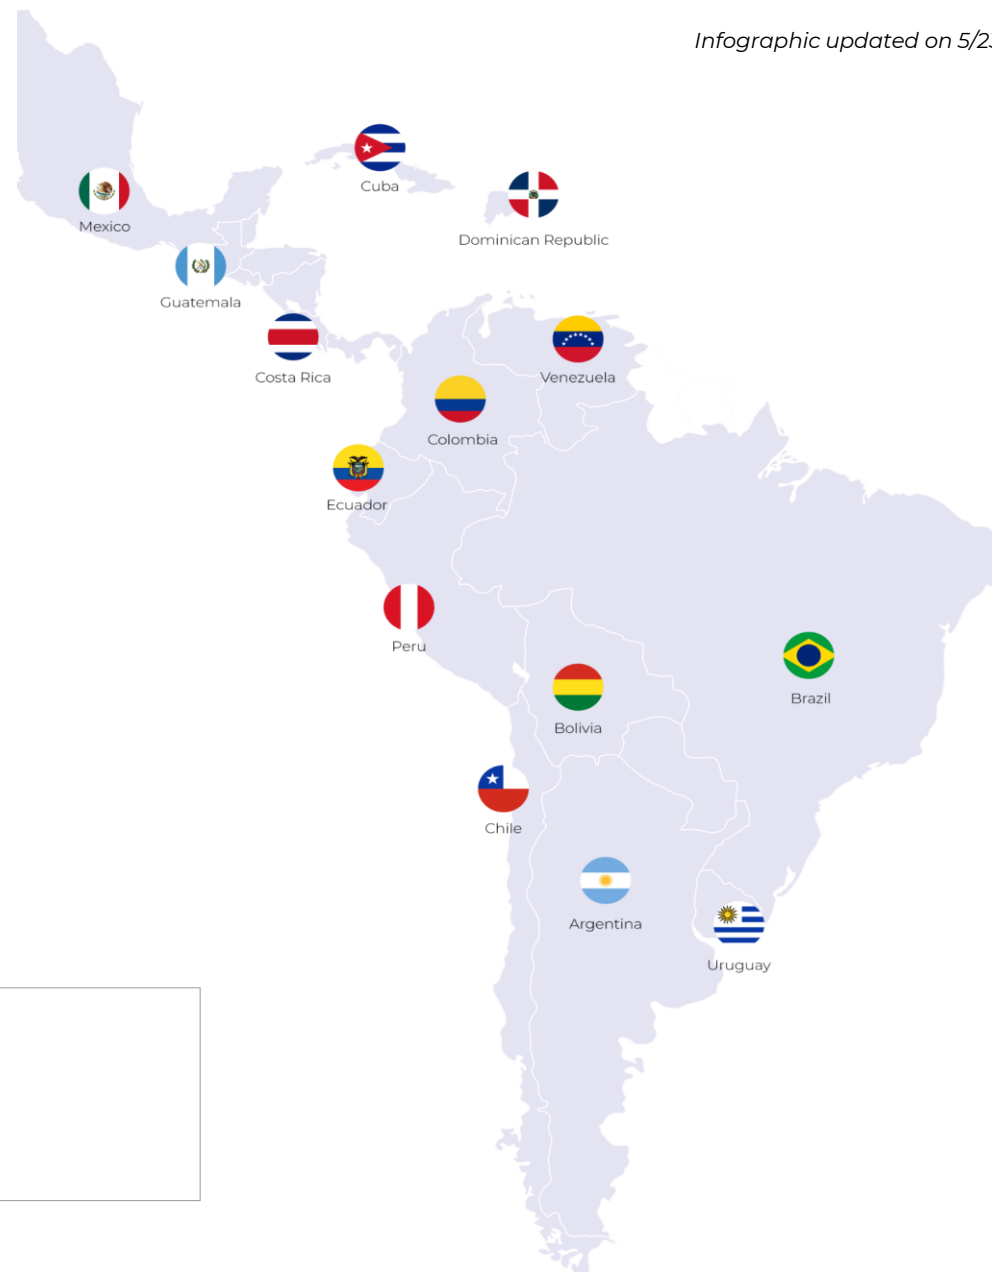 Infographic updated on 5/23
Cuba
Mexico
Dominican Republic
Guatemala
Costa Rica
Venezuela
Colombia
Ecuador
Peru
Brazil
Bolivia
Chile
Argentina
Uruguay